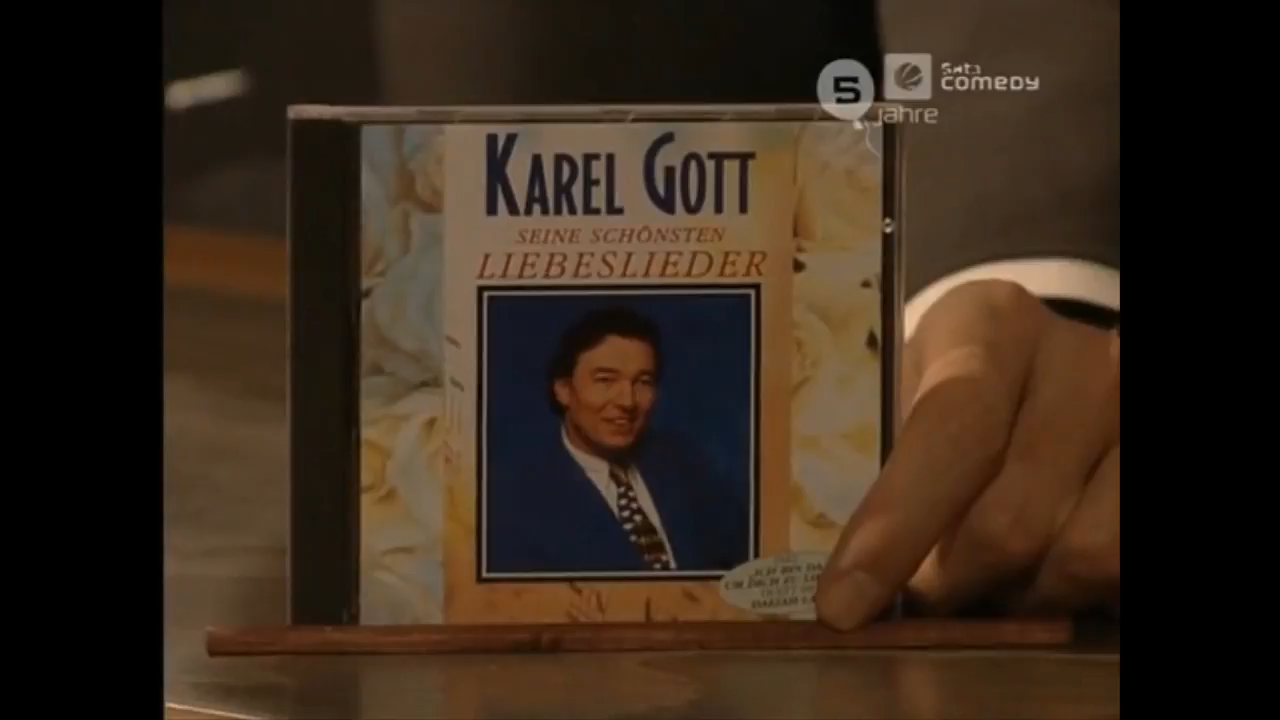 5 Jahre
Sat.1
COMEDY
KAREL GOTT
SEINE SCHÖNSTEN
LIEBESLIEDER